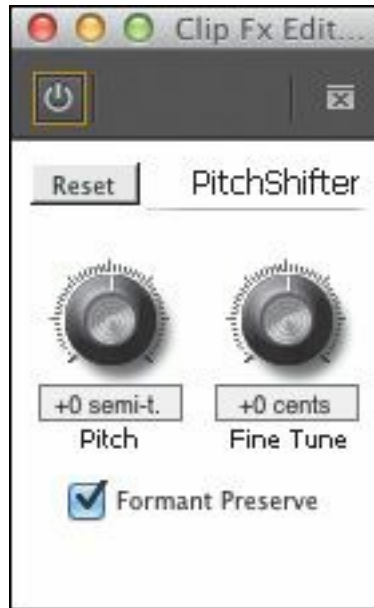 Clip Fx Edit...
Reset PitchShifter
+0 semi-t. +0 cents
Pitch Fine Tune
Formant Preserve